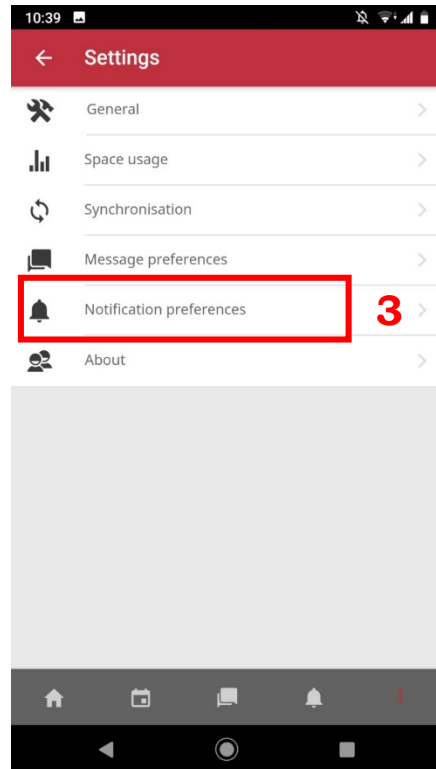 10:39
Settings
General
Space usage
Synchronisation
Message preferences
Notification preferences 3
About